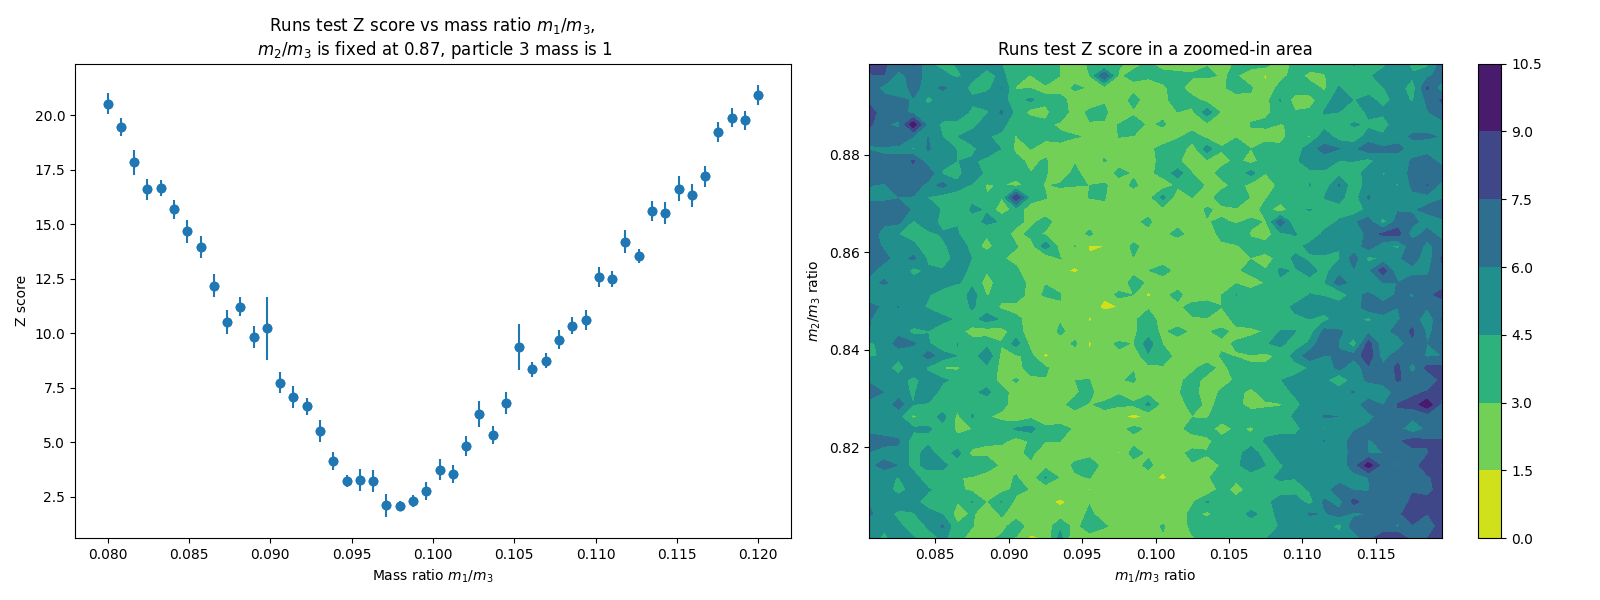 Runs test Z score vs mass ratio m₁/m₃,
m₂/m₃ is fixed at 0.87, particle 3 mass is 1
Z score
20.0
17.5
15.0
12.5
10.0
7.5
5.0
2.5
0.080 0.085 0.090 0.095 0.100 0.105 0.110 0.115 0.120
Mass ratio m₁/m₃
Runs test Z score in a zoomed-in area
m₂/m₃ ratio
0.88
0.86
0.84
0.82
0.085 0.090 0.095 0.100 0.105 0.110 0.115
m₁/m₃ ratio
10.5
9.0
7.5
6.0
4.5
3.0
1.5
0.0